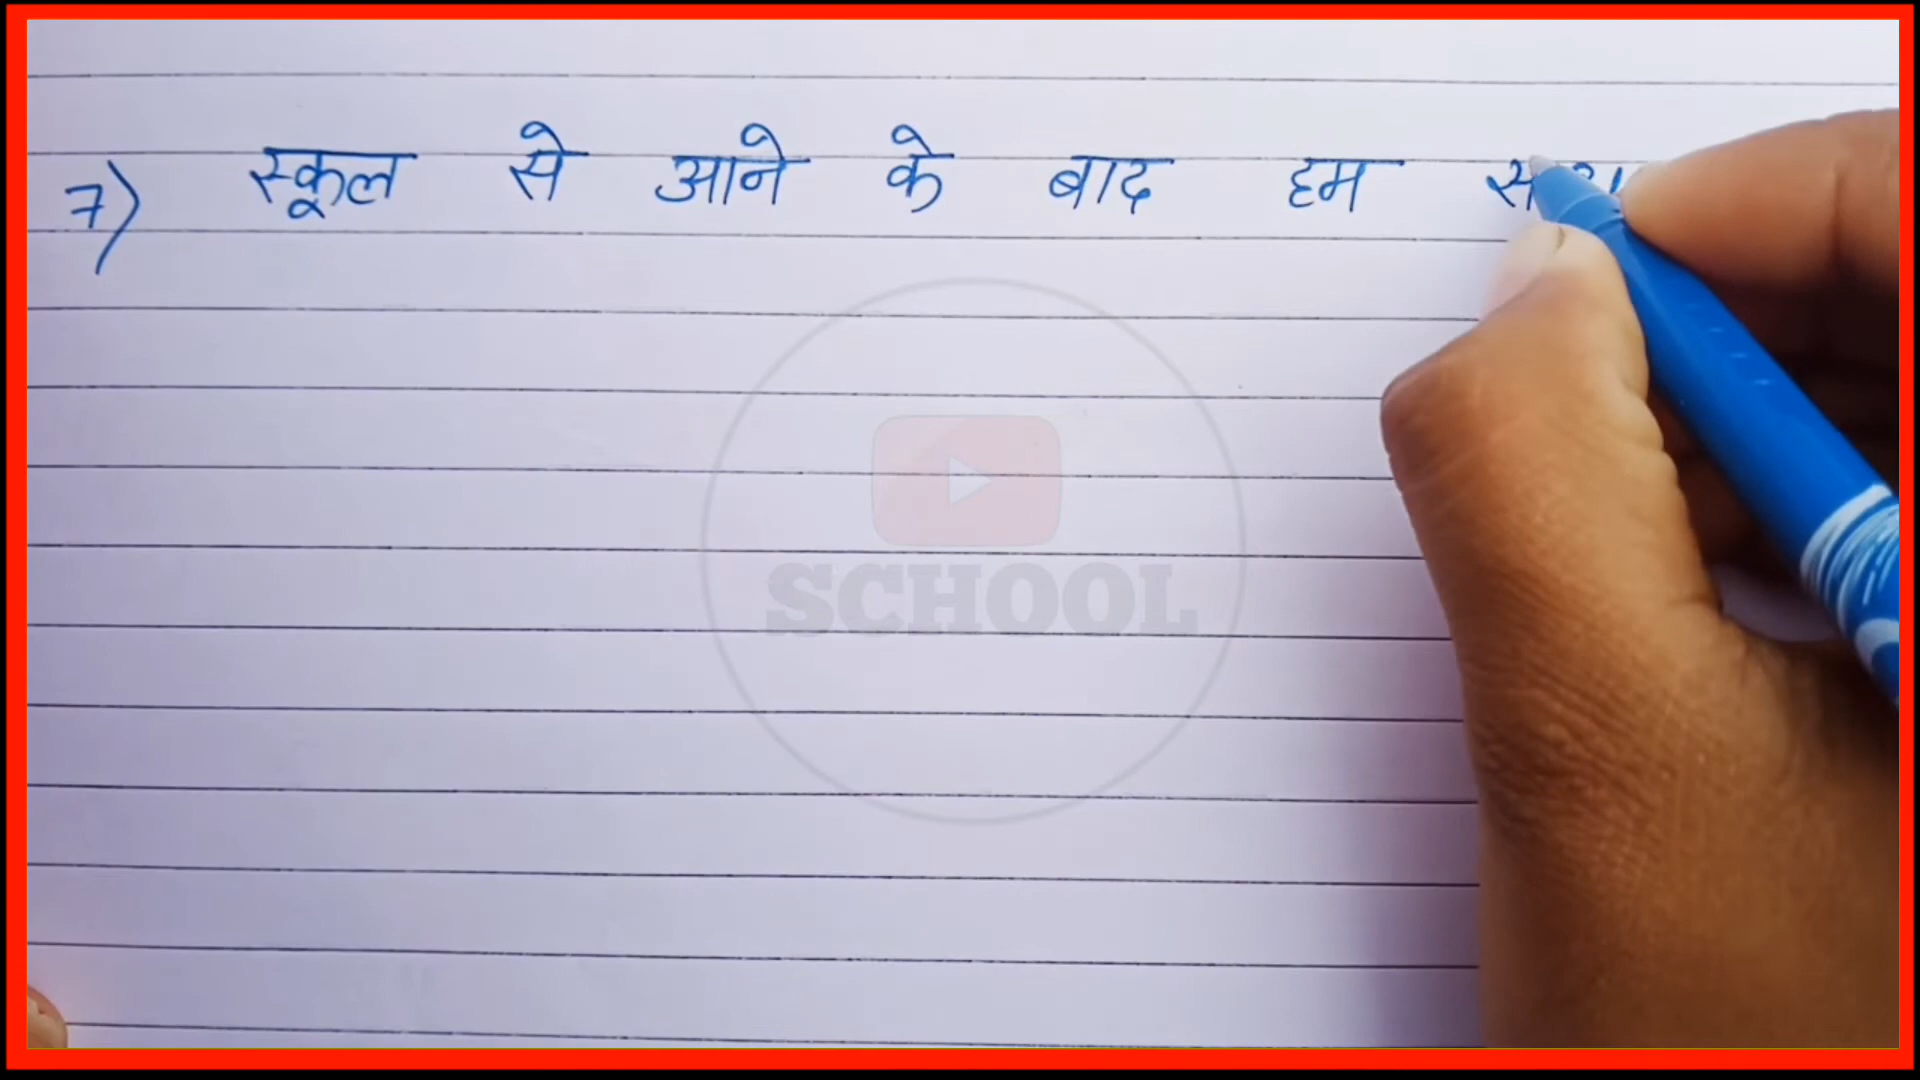 7) स्कूल से आने के बाद हम
SCHOOL